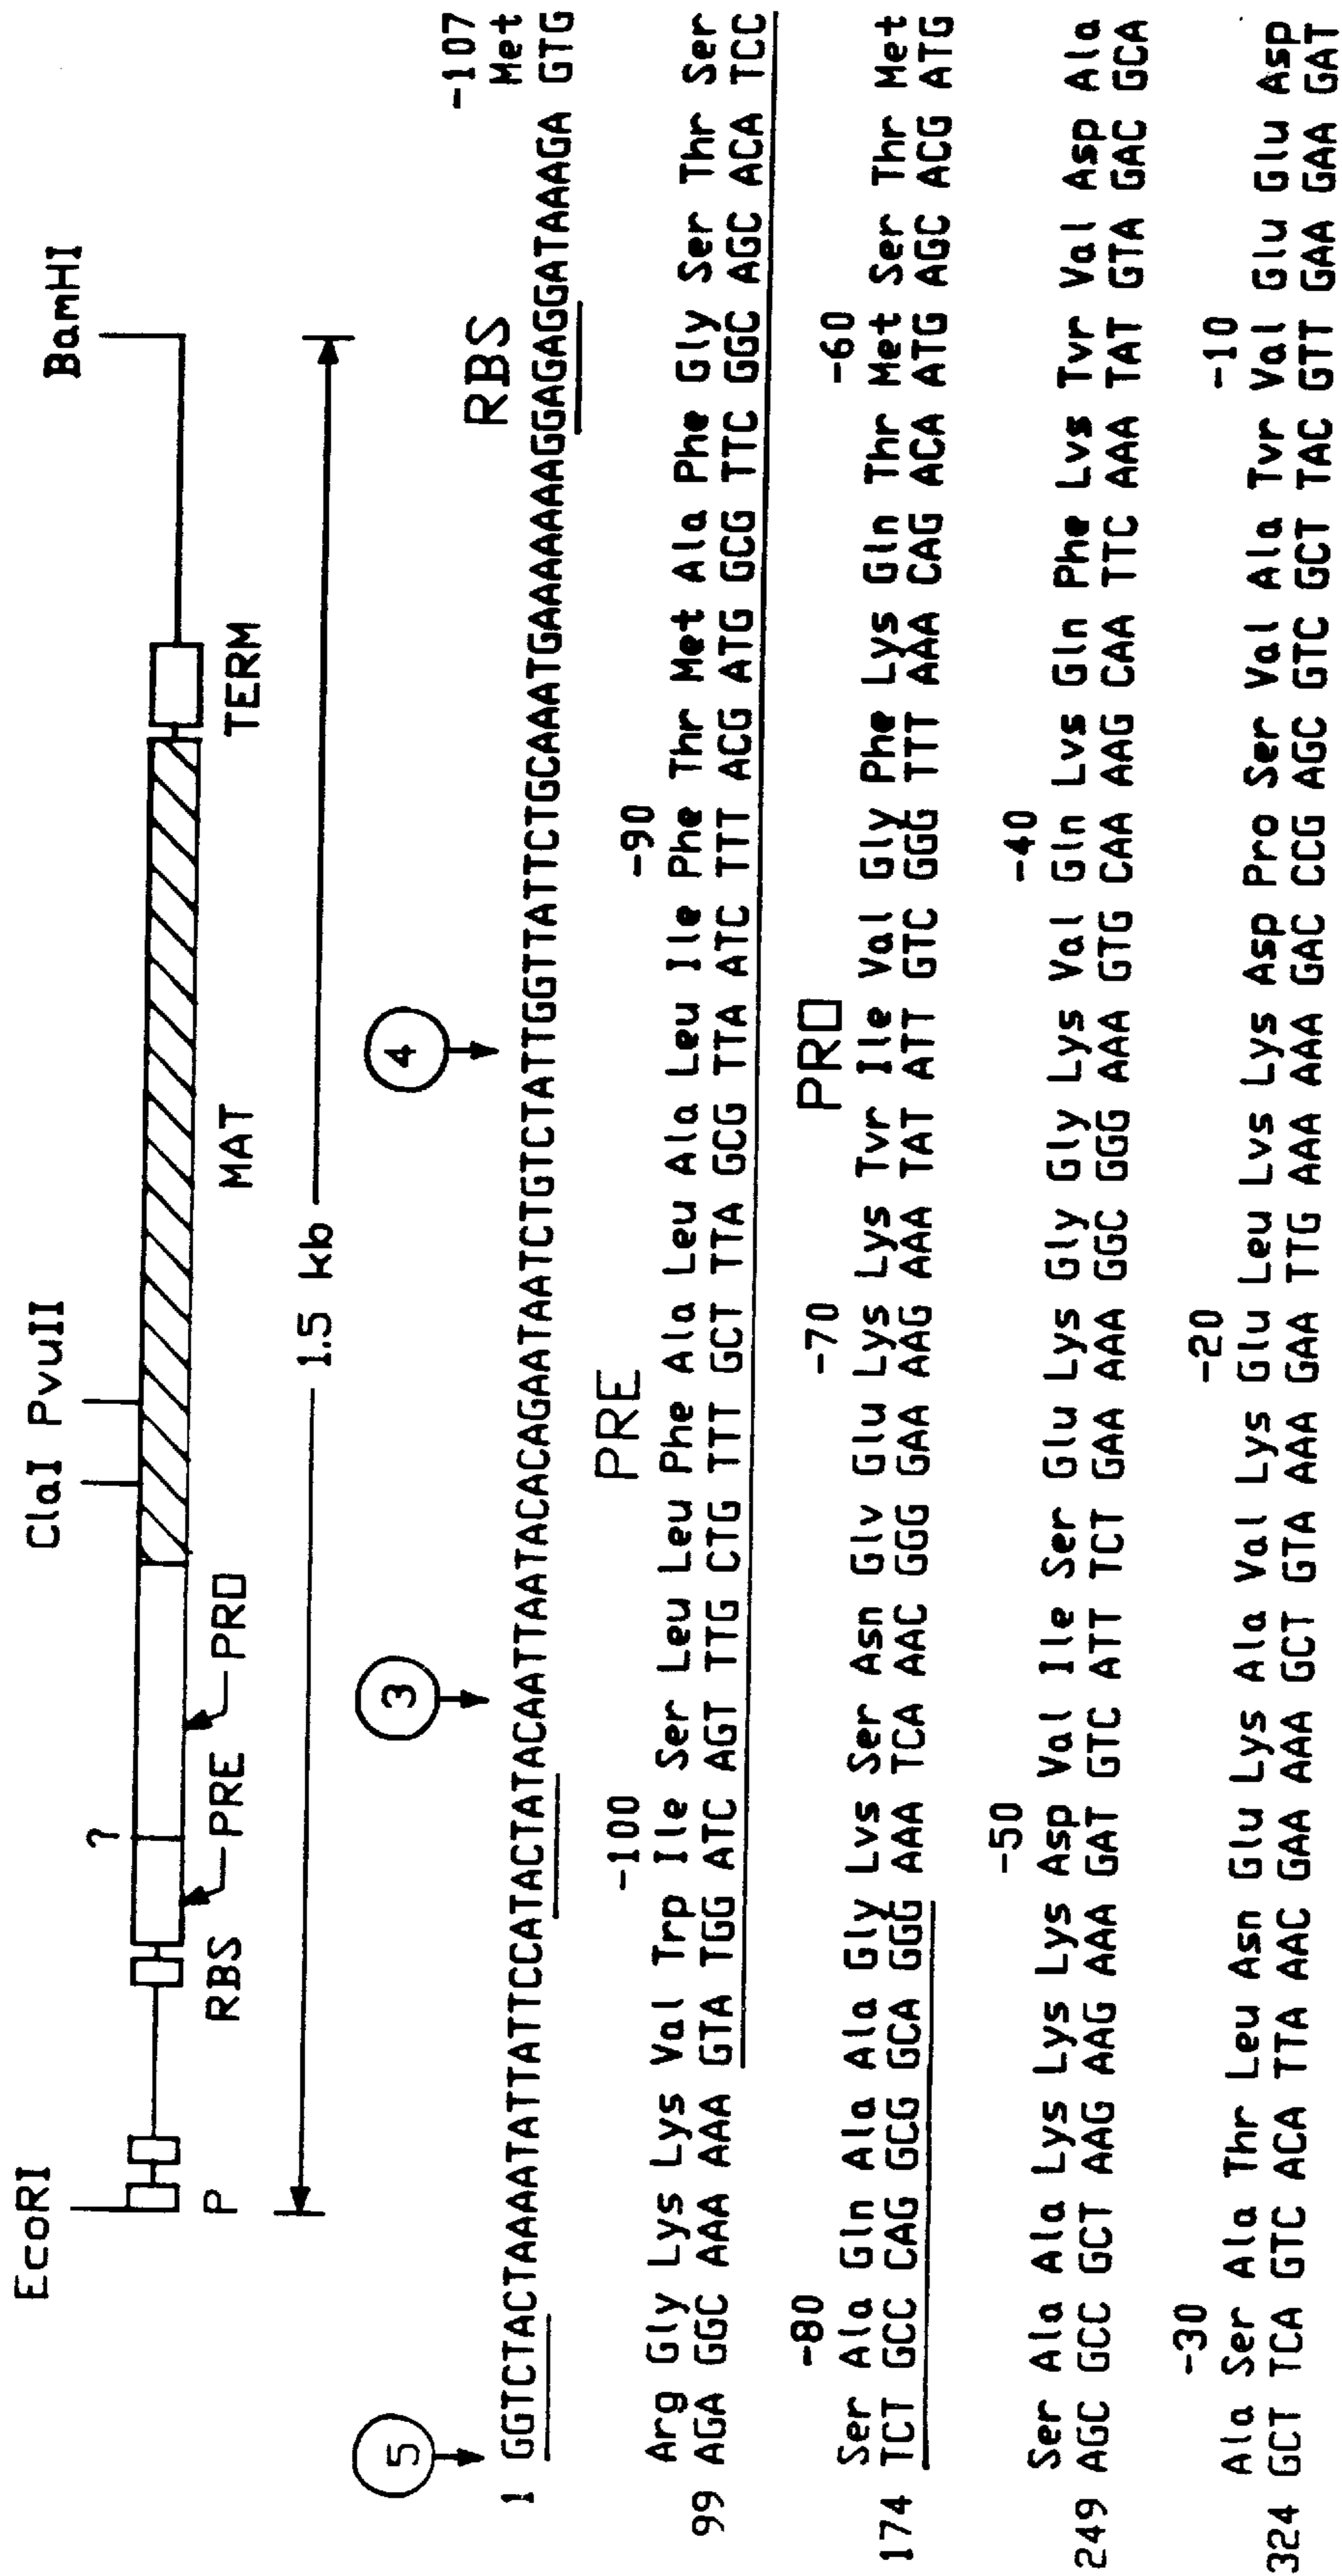 EcoRI ClaI PvuII BamHI
?
P RBS PRE PRO MAT TERM
1.5 kb
5 3 4 RBS
-107
Met
1 GGTCTACTAAAATATTATTCCATACTATACAATTAATACACAGAATAATCTGTCTATTGGTTATTCTGCAAATGAAAAAAAGGAGAGGATAAAGA GTG
PRE
-100 -90
Arg Gly Lys Lys Val Trp Ile Ser Leu Leu Phe Ala Leu Ala Leu Ile Phe Thr Met Ala Phe Gly Ser Thr Ser
99 AGA GGC AAA AAA GTA TGG ATC AGT TTG CTG TTT GCT TTA GCG TTA ATC TTT ACG ATG GCG TTC GGC AGC ACA TCC
PRO
-80 -70 -60
Ser Ala Gln Ala Ala Gly Lvs Ser Asn Glv Glu Lys Lys Tvr Ile Val Gly Phe Lys Gln Thr Met Ser Thr Met
174 TCT GCC CAG GCG GCA GGG AAA TCA AAC GGG GAA AAG AAA TAT ATT GTC GGG TTT AAA CAG ACA ATG AGC ACG ATG
-50 -40
Ser Ala Ala Lys Lys Lys Asp Val Ile Ser Glu Lys Gly Gly Lys Val Gln Lvs Gln Phe Lvs Tvr Val Asp Ala
249 AGC GCC GCT AAG AAG AAA GAT GTC ATT TCT GAA AAA GGC GGG AAA GTG CAA AAG CAA TTC AAA TAT GTA GAC GCA
-30 -20 -10
Ala Ser Ala Thr Leu Asn Glu Lys Ala Val Lys Glu Leu Lvs Lys Asp Pro Ser Val Ala Tvr Val Glu Glu Asp
324 GCT TCA GTC ACA TTA AAC GAA AAA GCT GTA AAA GAA TTG AAA AAA GAC CCG AGC GTC GCT TAC GTT GAA GAA GAT